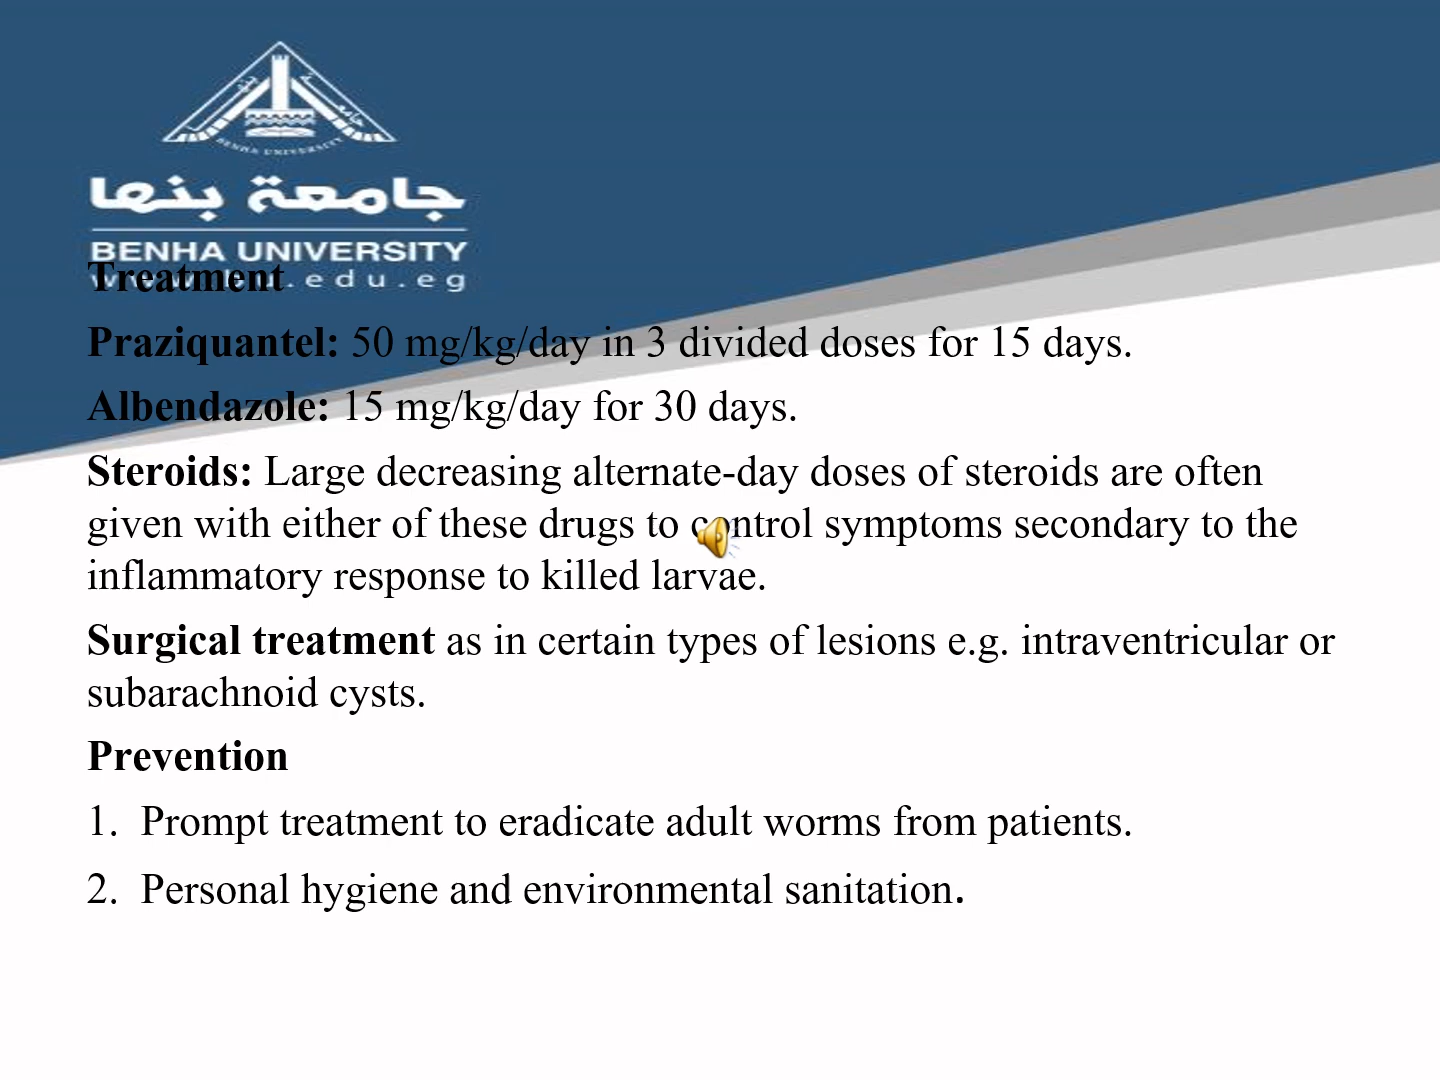 BENHA UNIVERSITY
جامعة بنها
BENHA UNIVERSITY
.edu.eg
Treatment
Praziquantel: 50 mg/kg/day in 3 divided doses for 15 days.
Albendazole: 15 mg/kg/day for 30 days.
Steroids: Large decreasing alternate-day doses of steroids are often
given with either of these drugs to control symptoms secondary to the
inflammatory response to killed larvae.
Surgical treatment as in certain types of lesions e.g. intraventricular or
subarachnoid cysts.
Prevention
1. Prompt treatment to eradicate adult worms from patients.
2. Personal hygiene and environmental sanitation.